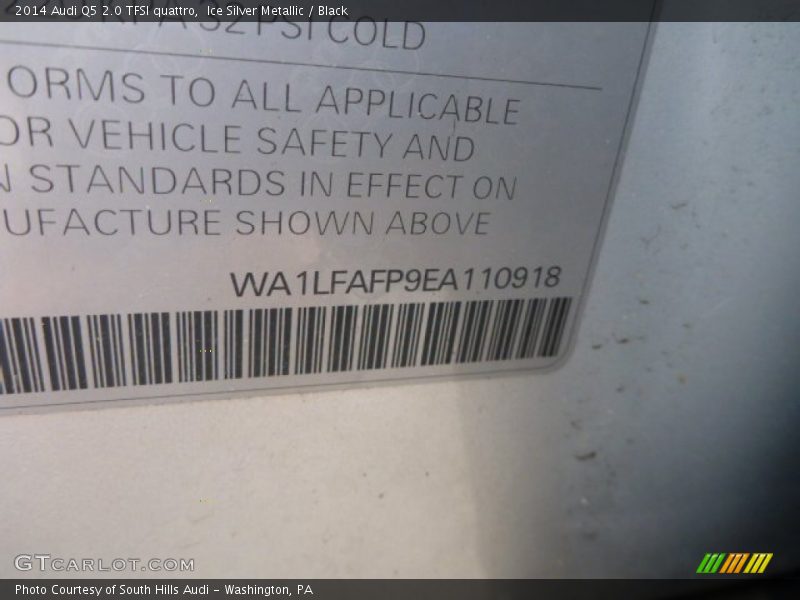 2014 Audi Q5 2.0 TFSI quattro,  Ice Silver Metallic / Black
32 PSI COLD
ORMS TO ALL APPLICABLE
OR VEHICLE SAFETY AND
N STANDARDS IN EFFECT ON
UFACTURE SHOWN ABOVE
WA1LFAFP9EA110918
GTCARLOT.COM
Photo Courtesy of South Hills Audi - Washington, PA